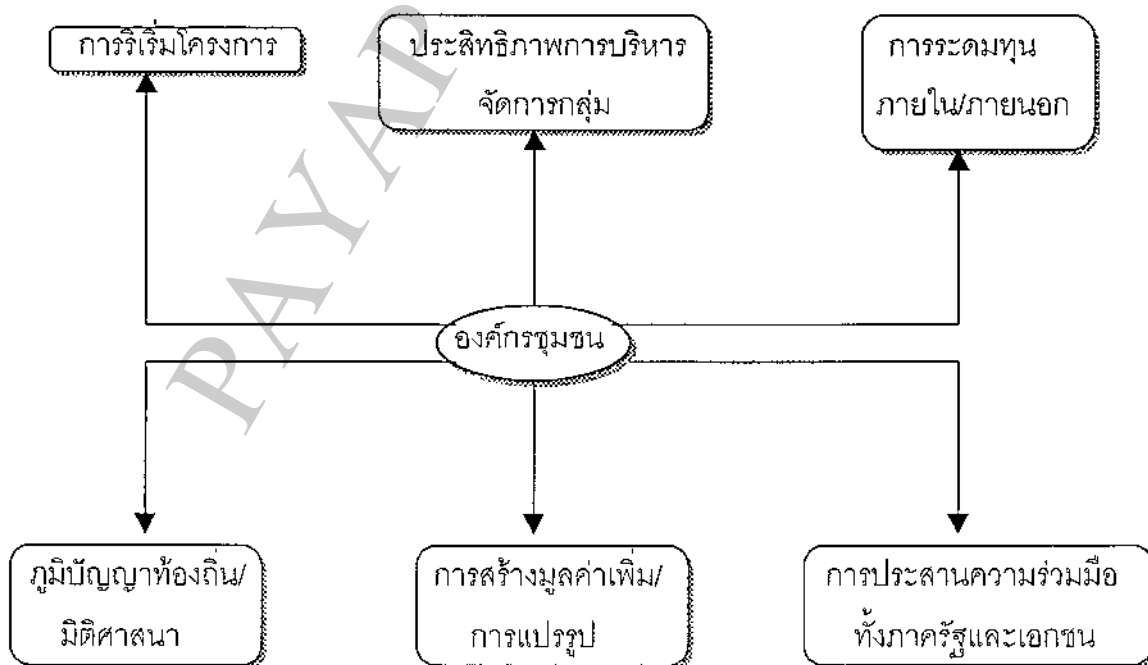 การริเริ่มโครงการ
ประสิทธิภาพการบริหาร
จัดการกลุ่ม
การระดมทุน
ภายใน/ภายนอก
PAYAP
องค์กรชุมชน
ภูมิปัญญาท้องถิ่น/
มิติศาสนา
การสร้างมูลค่าเพิ่ม/
การแปรรูป
การประสานความร่วมมือ
ทั้งภาครัฐและเอกชน